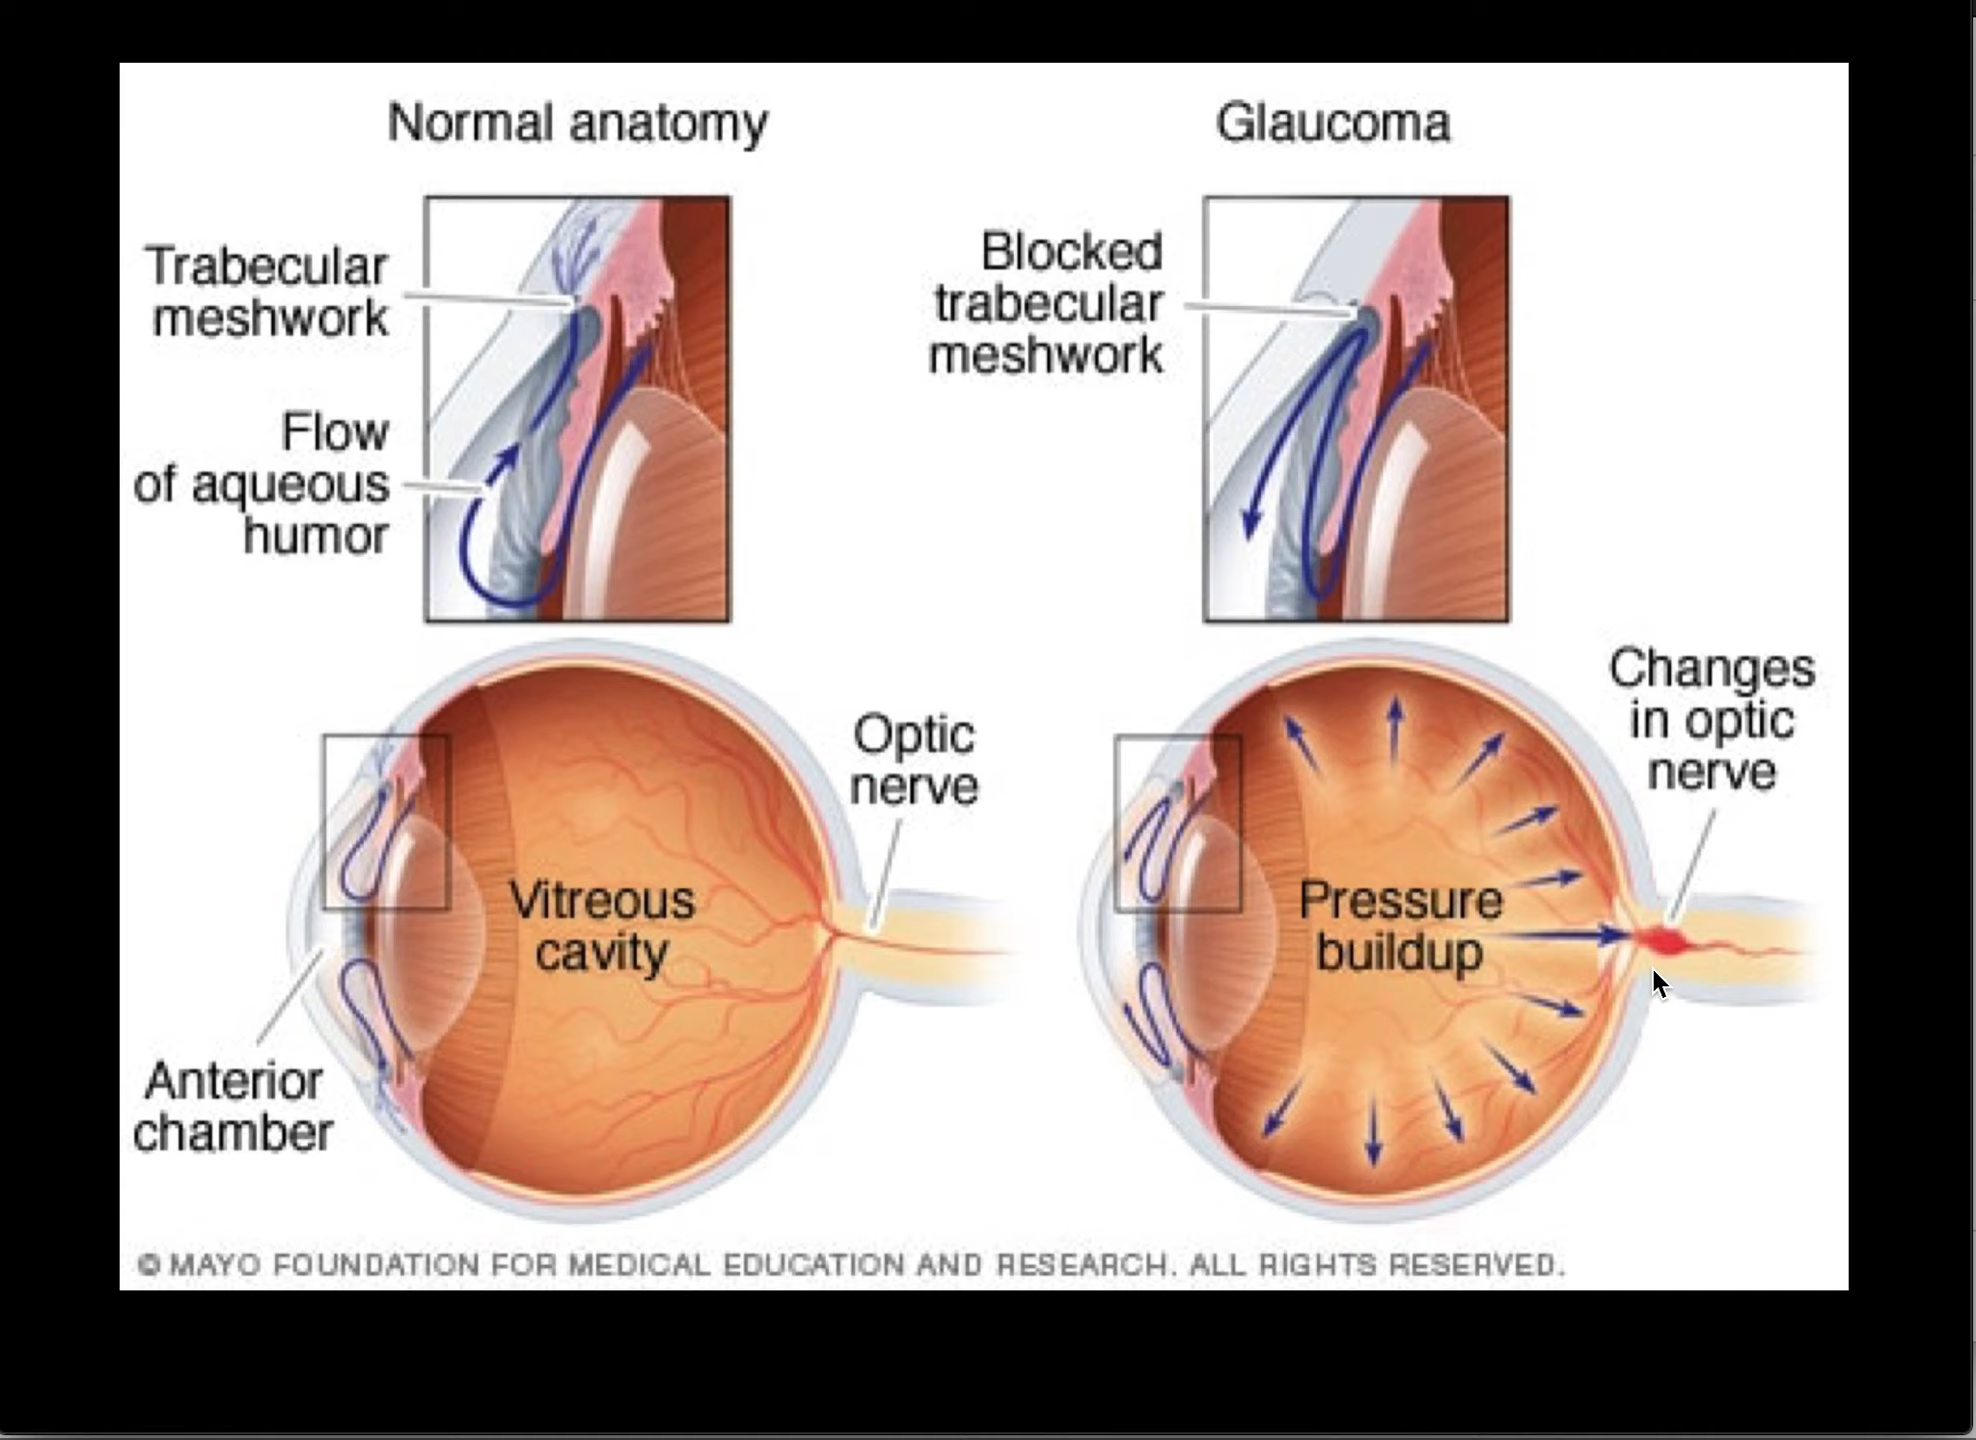 Normal anatomy
Glaucoma
Trabecular
meshwork
Flow
of aqueous
humor
Blocked
trabecular
meshwork
Optic
nerve
Vitreous
cavity
Anterior
chamber
Changes
in optic
nerve
Pressure
buildup
© MAYO FOUNDATION FOR MEDICAL EDUCATION AND RESEARCH. ALL RIGHTS RESERVED.